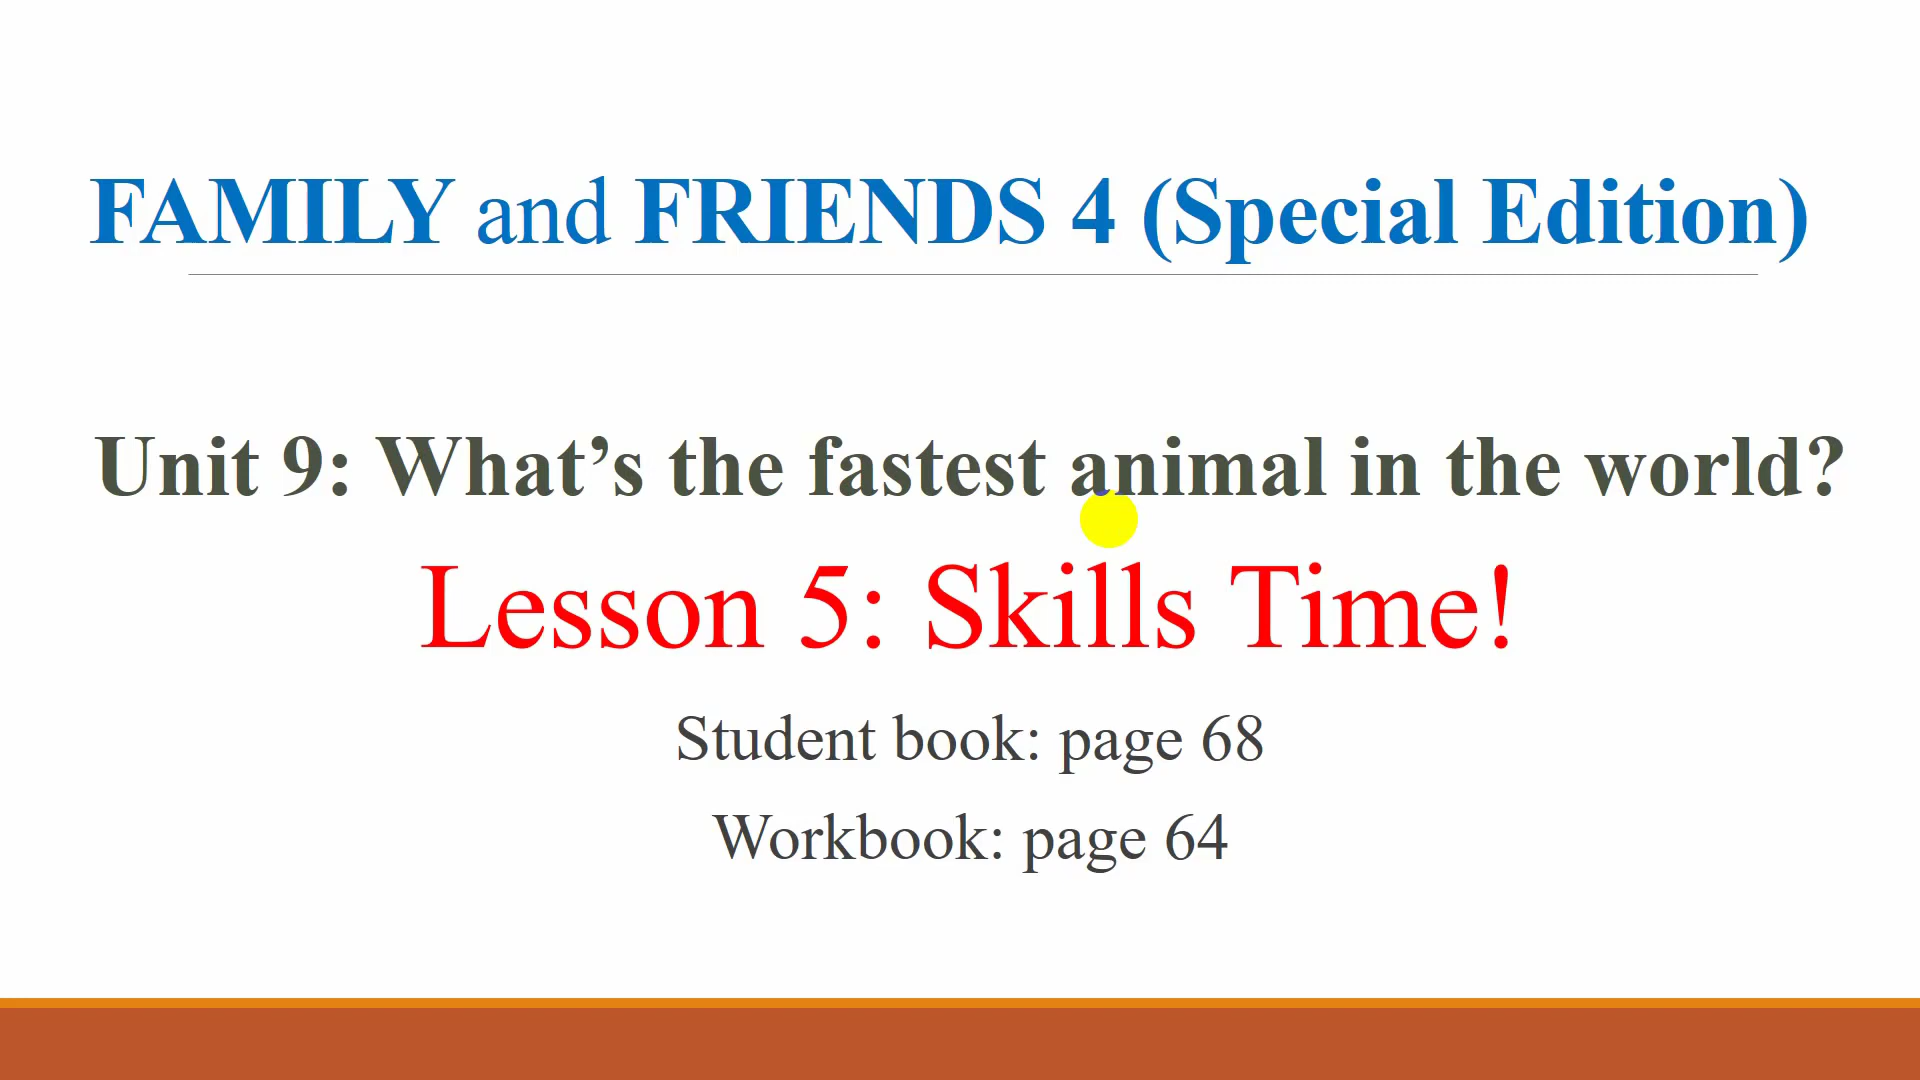 FAMILY and FRIENDS 4 (Special Edition)
Unit 9: What’s the fastest animal in the world?
Lesson 5: Skills Time!
Student book: page 68
Workbook: page 64